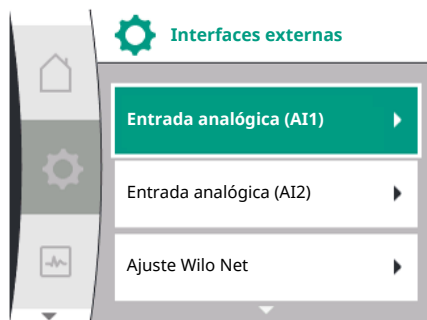 Interfaces externas
Entrada analógica (AI1)
Entrada analógica (AI2)
Ajuste Wilo Net